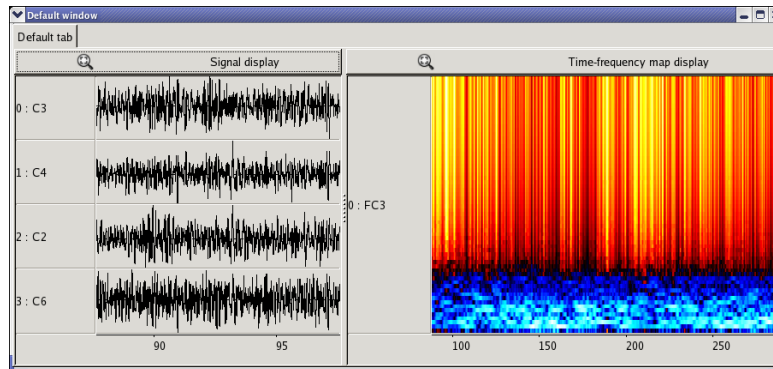 Default window
Default tab
Signal display
Time-frequency map display
0 : C3
1 : C4
2 : C2
3 : C6
90 95
0 : FC3
100 150 200 250